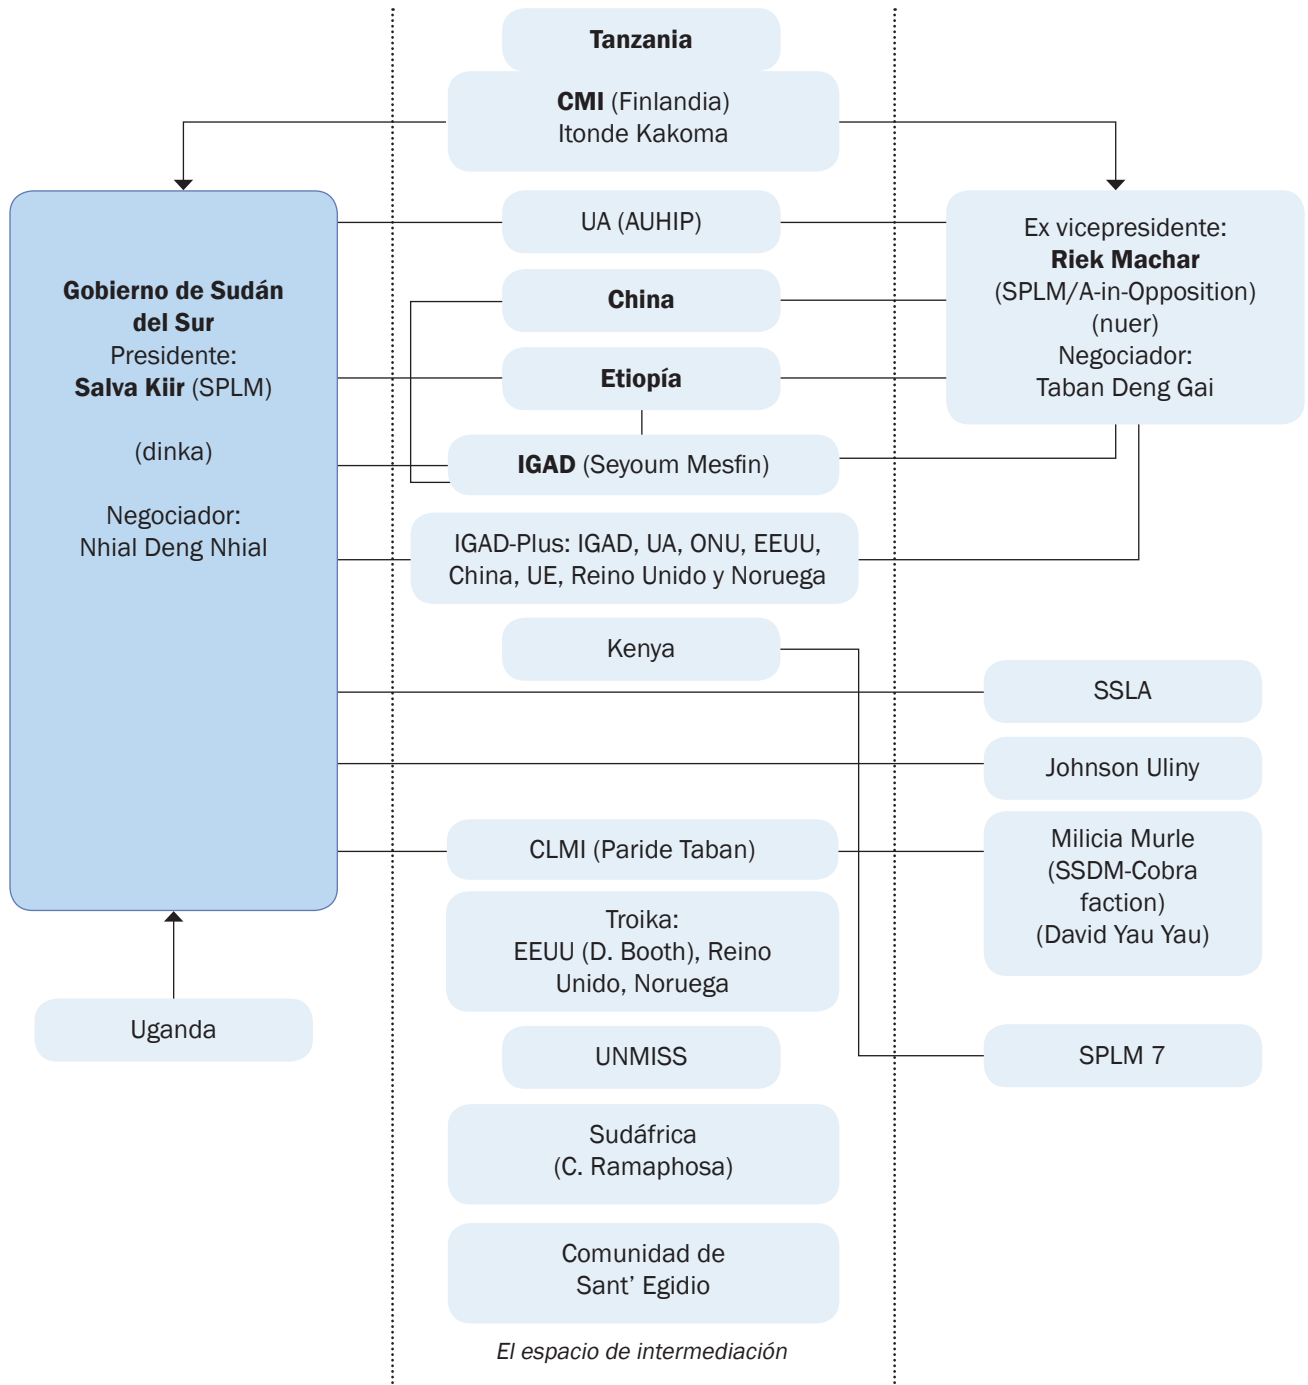 Tanzania
CMI (Finlandia)
Itonde Kakoma
Gobierno de Sudán
del Sur
Presidente:
Salva Kiir (SPLM)
(dinka)
Negociador:
Nhial Deng Nhial
UA (AUHIP)
China
Etiopía
IGAD (Seyoum Mesfin)
IGAD-Plus: IGAD, UA, ONU, EEUU,
China, UE, Reino Unido y Noruega
Kenya
Ex vicepresidente:
Riek Machar
(SPLM/A-in-Opposition)
(nuer)
Negociador:
Taban Deng Gai
SSLA
Johnson Uliny
CLMI (Paride Taban)
Milicia Murle
(SSDM-Cobra
faction)
(David Yau Yau)
Troika:
EEUU (D. Booth), Reino
Unido, Noruega
Uganda
UNMISS
SPLM 7
Sudáfrica
(C. Ramaphosa)
Comunidad de
Sant’ Egidio
El espacio de intermediación